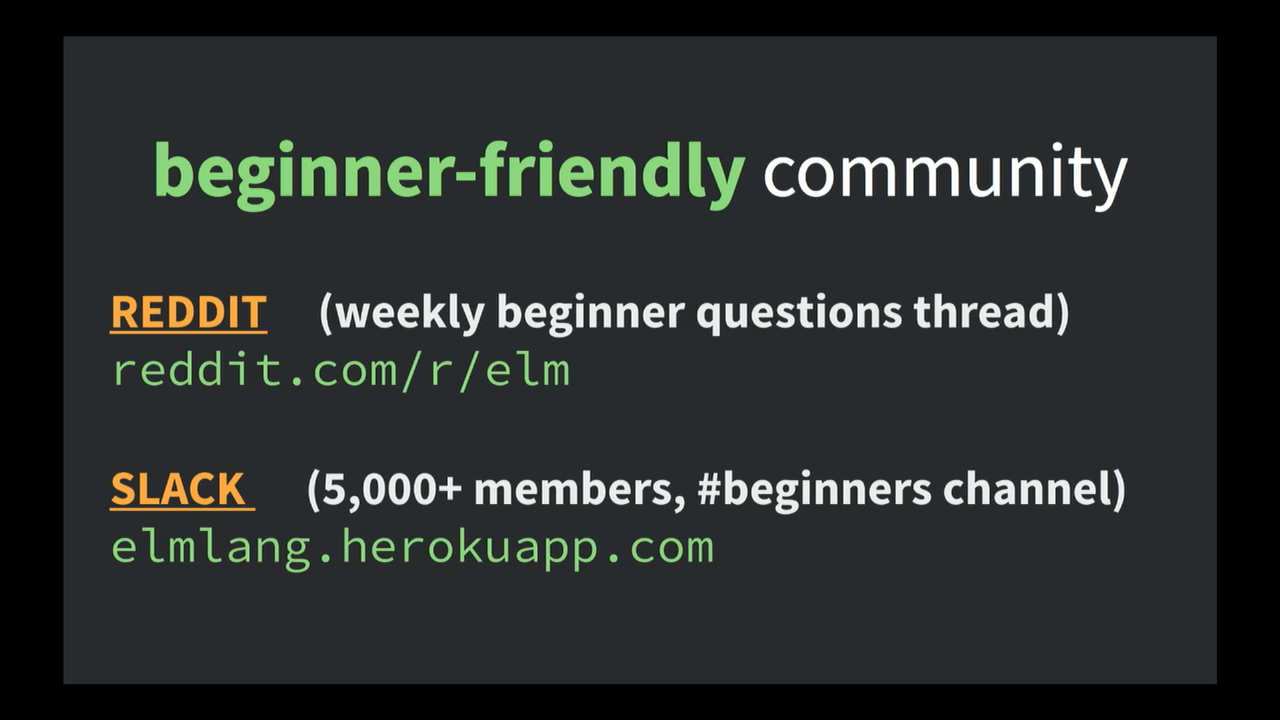 beginner-friendly community
REDDIT (weekly beginner questions thread)
reddit.com/r/elm
SLACK (5,000+ members, #beginners channel)
elmlang.herokuapp.com